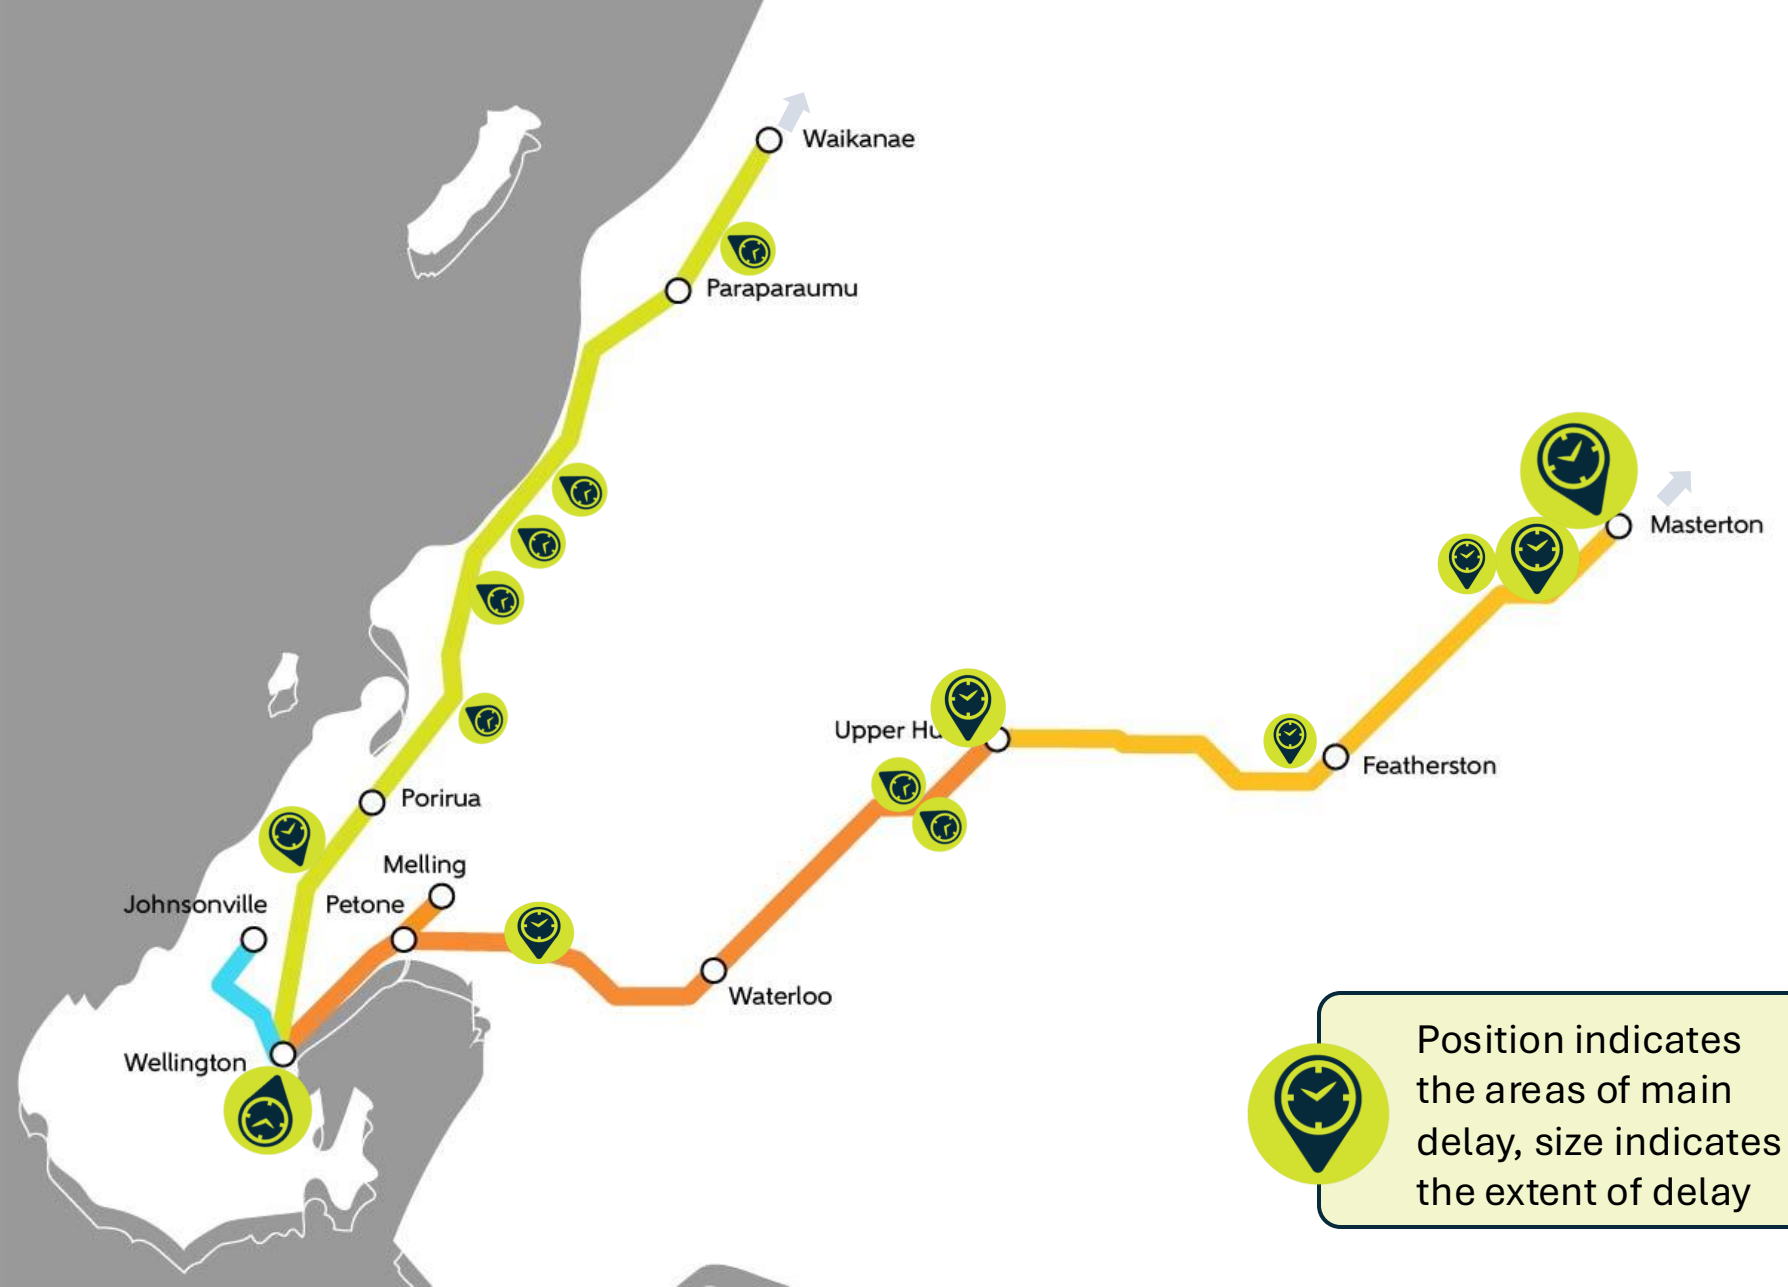 Waikanae
Paraparaumu
Masterton
Upper Hu
Featherston
Porirua
Melling
Johnsonville
Petone
Waterloo
Wellington
Position indicates
the areas of main
delay, size indicates
the extent of delay